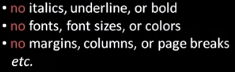 • no italics, underline, or bold
• no fonts, font sizes, or colors
• no margins, columns, or page breaks
etc.